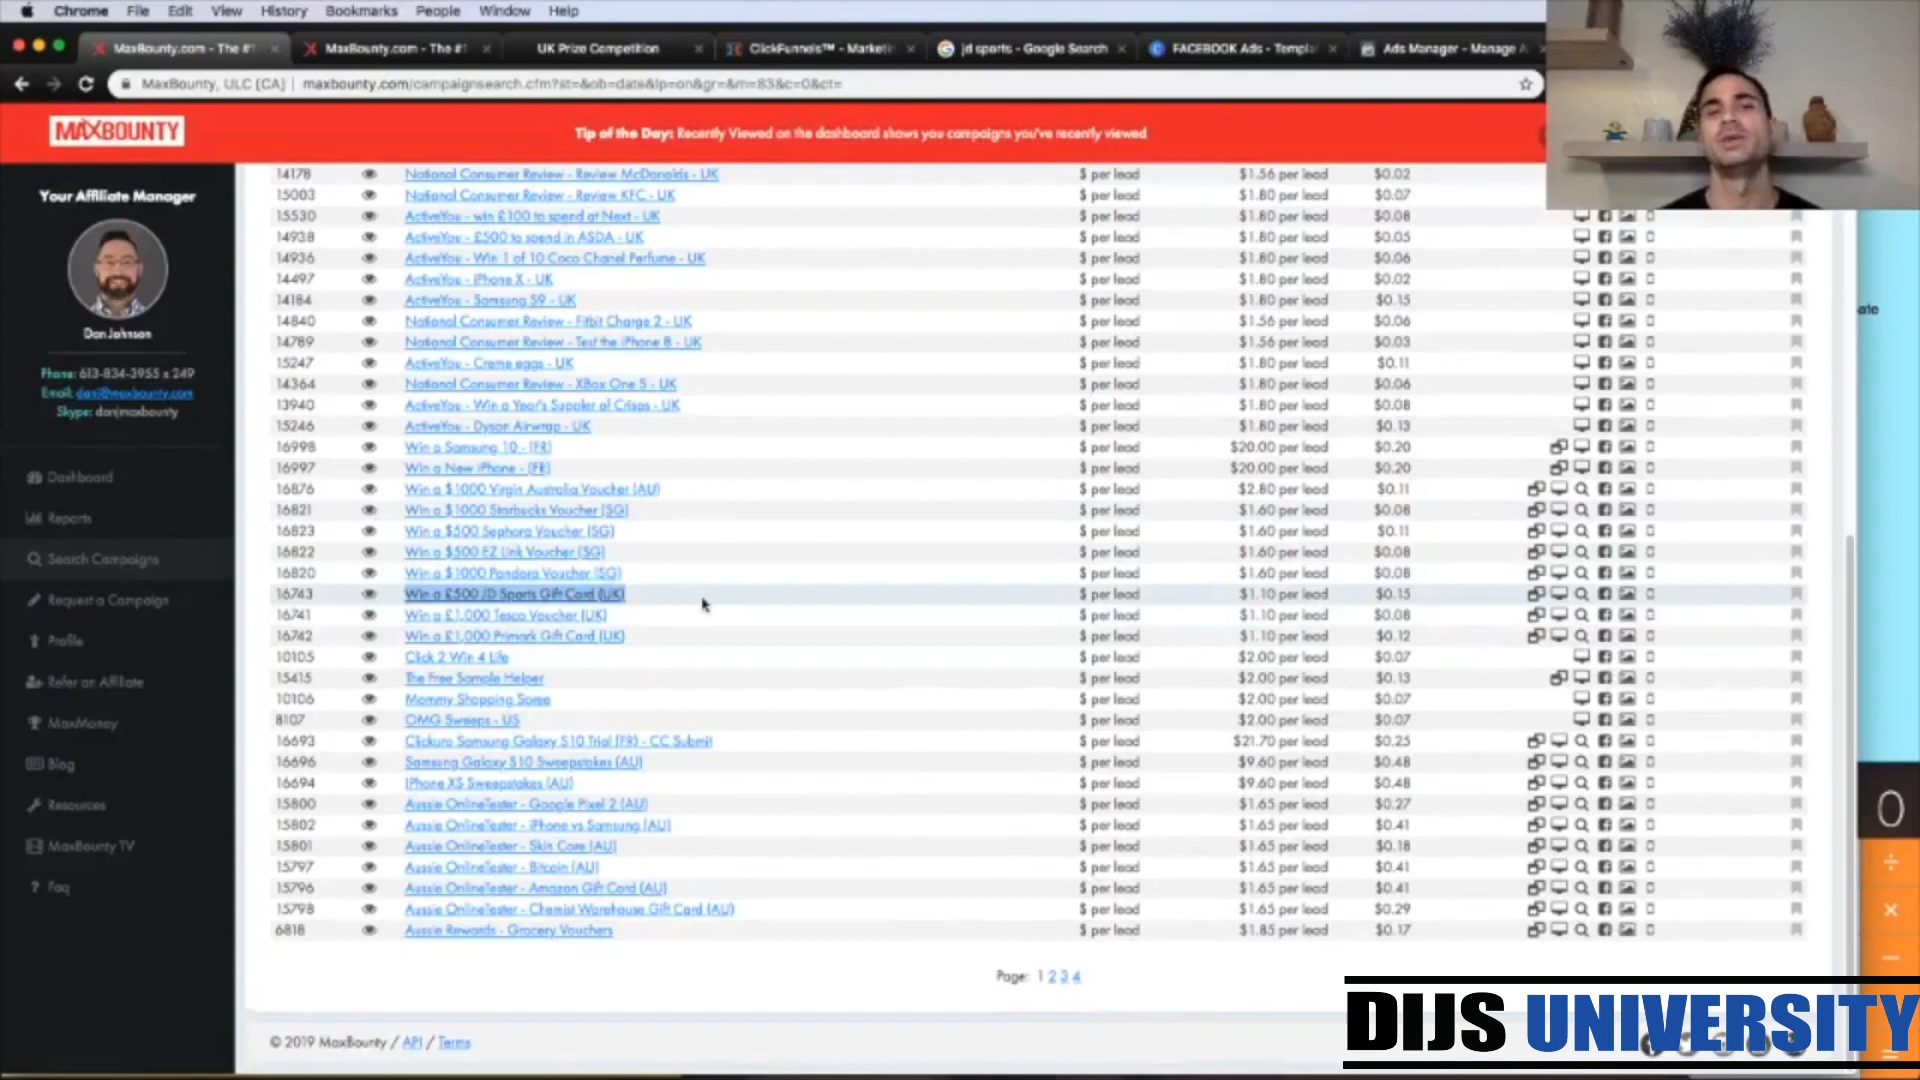 Chrome File Edit View History Bookmarks People Window Help
MaxBounty.com - The #1 MaxBounty.com - The #1 UK Prize Competition ClickFunnels™ - Marketin jd sports - Google Search FACEBOOK Ads - Templa Ads Manager - Manage A
MaxBounty, ULC [CA] | maxbounty.com/campaignsearch.cfm?st=&ob=date&lp=on&gr=&m=83&c=0&ct=
MAXBOUNTY
Tip of the Day: Recently Viewed on the dashboard shows you campaigns you've recently viewed
Your Affiliate Manager
Dan Johnson
Phone: 613-834-3955 x 249
Email: danj@maxbounty.com
Skype: danjmaxbounty
Dashboard
Reports
Search Campaigns
Request a Campaign
Profile
Refer an Affiliate
MaxMoney
Blog
Resources
MaxBounty TV
? Faq
14178 National Consumer Review - Review McDonalds - UK $ per lead $1.56 per lead $0.02
15003 National Consumer Review - Review KFC - UK $ per lead $1.80 per lead $0.07
15530 ActiveYou - win £100 to spend at Next - UK $ per lead $1.80 per lead $0.08
14938 ActiveYou - £500 to spend in ASDA - UK $ per lead $1.80 per lead $0.05
14936 ActiveYou - Win 1 of 10 Coco Chanel Perfume - UK $ per lead $1.80 per lead $0.06
14497 ActiveYou - iPhone X - UK $ per lead $1.80 per lead $0.02
14184 ActiveYou - Samsung S9 - UK $ per lead $1.80 per lead $0.15
14840 National Consumer Review - Fitbit Charge 2 - UK $ per lead $1.56 per lead $0.06
14789 National Consumer Review - Test the iPhone 8 - UK $ per lead $1.56 per lead $0.03
15247 ActiveYou - Creme eggs - UK $ per lead $1.80 per lead $0.11
14364 National Consumer Review - XBox One S - UK $ per lead $1.80 per lead $0.06
13940 ActiveYou - Win a Year's Suppler of Crisps - UK $ per lead $1.80 per lead $0.08
15246 ActiveYou - Dyson Airwrap - UK $ per lead $1.80 per lead $0.13
16998 Win a Samsung 10 - (FR) $ per lead $20.00 per lead $0.20
16997 Win a New iPhone - (FR) $ per lead $20.00 per lead $0.20
16876 Win a $1000 Virgin Australia Voucher (AU) $ per lead $2.80 per lead $0.11
16821 Win a $1000 Starbucks Voucher (SG) $ per lead $1.60 per lead $0.08
16823 Win a $500 Sephora Voucher (SG) $ per lead $1.60 per lead $0.11
16822 Win a $500 EZ Link Voucher (SG) $ per lead $1.60 per lead $0.08
16820 Win a $1000 Pandora Voucher (SG) $ per lead $1.60 per lead $0.08
16743 Win a £500 JD Sports Gift Card (UK) $ per lead $1.10 per lead $0.15
16741 Win a £1,000 Tesco Voucher (UK) $ per lead $1.10 per lead $0.08
16742 Win a £1,000 Primark Gift Card (UK) $ per lead $1.10 per lead $0.12
10105 Click 2 Win 4 Life $ per lead $2.00 per lead $0.07
15415 The Free Sample Helper $ per lead $2.00 per lead $0.13
10106 Mommy Shopping Spree $ per lead $2.00 per lead $0.07
8107 OMG Sweeps - US $ per lead $2.00 per lead $0.07
16693 Clickuro Samsung Galaxy S10 Trial (FR) - CC Submit $ per lead $21.70 per lead $0.25
16696 Samsung Galaxy S10 Sweepstakes (AU) $ per lead $9.60 per lead $0.48
16694 IPhone XS Sweepstakes (AU) $ per lead $9.60 per lead $0.48
15800 Aussie OnlineTester - Google Pixel 2 (AU) $ per lead $1.65 per lead $0.27
15802 Aussie OnlineTester - iPhone vs Samsung (AU) $ per lead $1.65 per lead $0.41
15801 Aussie OnlineTester - Skin Care (AU) $ per lead $1.65 per lead $0.18
15797 Aussie OnlineTester - Bitcoin (AU) $ per lead $1.65 per lead $0.41
15796 Aussie OnlineTester - Amazon Gift Card (AU) $ per lead $1.65 per lead $0.41
15798 Aussie OnlineTester - Chemist Warehouse Gift Card (AU) $ per lead $1.65 per lead $0.29
6818 Aussie Rewards - Grocery Vouchers $ per lead $1.85 per lead $0.17
Page: 1 2 3 4
© 2019 MaxBounty / API / Terms
0
DIJS UNIVERSITY